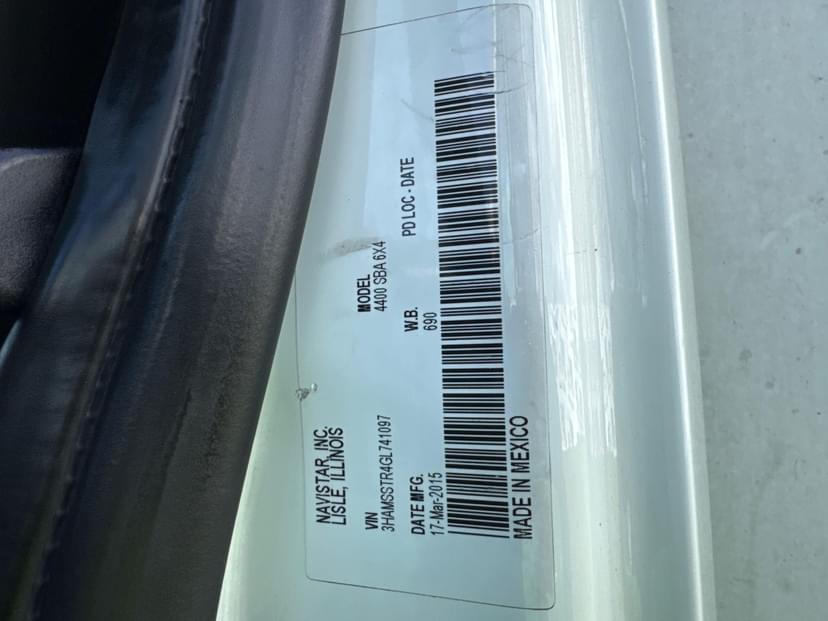 NAVISTAR, INC.
LISLE, ILLINOIS
VIN
3HAMSSTR4GL741097
MODEL
4400 SBA 6X4
DATE MFG.
17-Mar-2015
W.B.
690
PD LOC - DATE
MADE IN MEXICO